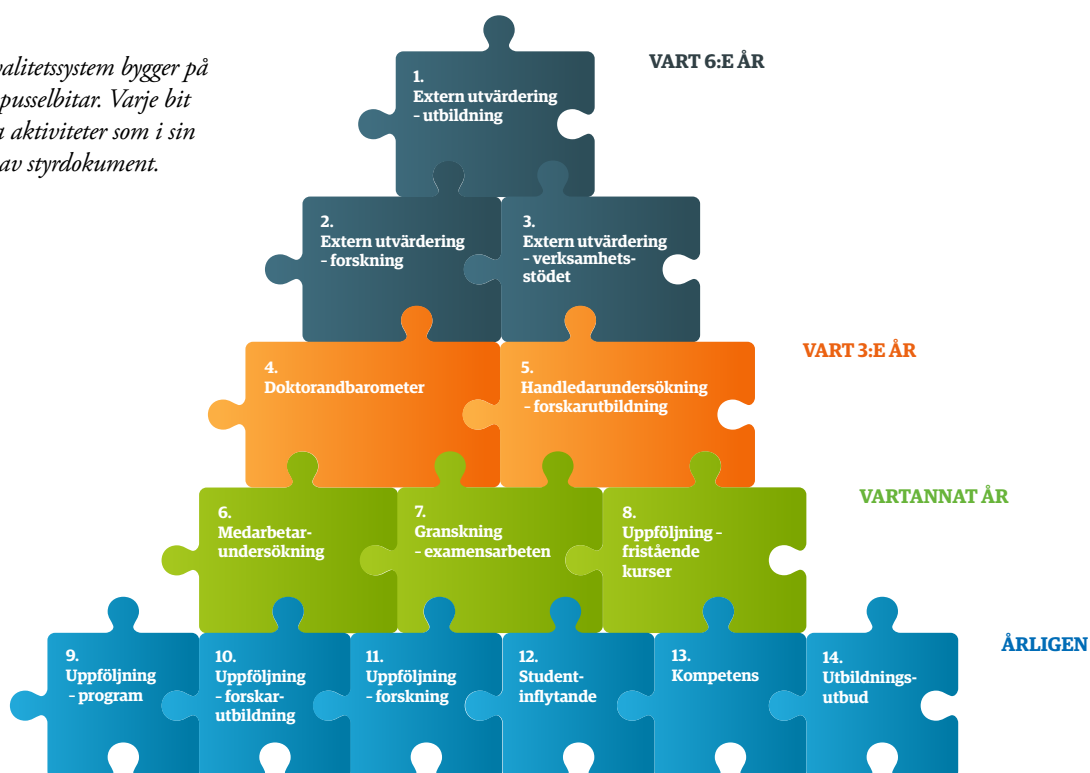 valitetssystem bygger på
pusselbitar. Varje bit
aktiviteter som i sin
av styrdokument.
VART 6:E ÅR
1.
Extern utvärdering
– utbildning
2.
Extern utvärdering
– forskning
3.
Extern utvärdering
– verksamhets-
stödet
VART 3:E ÅR
4.
Doktorandbarometer
5.
Handledarundersökning
– forskarutbildning
VARTANNAT ÅR
6.
Medarbetar-
undersökning
7.
Granskning
– examensarbeten
8.
Uppföljning –
fristående
kurser
ÅRLIGEN
9.
Uppföljning
– program
10.
Uppföljning
– forskar-
utbildning
11.
Uppföljning
– forskning
12.
Student-
inflytande
13.
Kompetens
14.
Utbildnings-
utbud